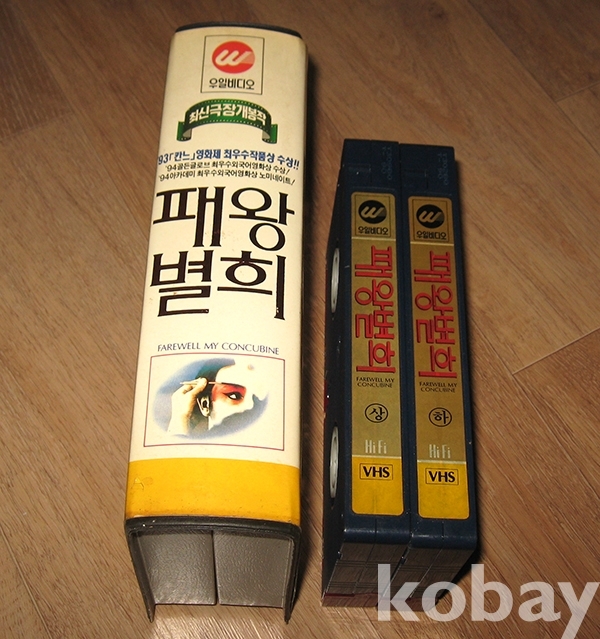 우일비디오
최신극장개봉작
'93「칸느」영화제 최우수작품상 수상!!
'94골든글로브 최우수외국어영화상 수상!
'94아카데미 최우수외국어영화상 노미네이트!
패왕
별희
FAREWELL MY CONCUBINE
우일비디오
패왕별희
FAREWELL MY
CONCUBINE
상
HiFi
VHS
우일비디오
패왕별희
FAREWELL MY
CONCUBINE
하
HiFi
VHS
kobay